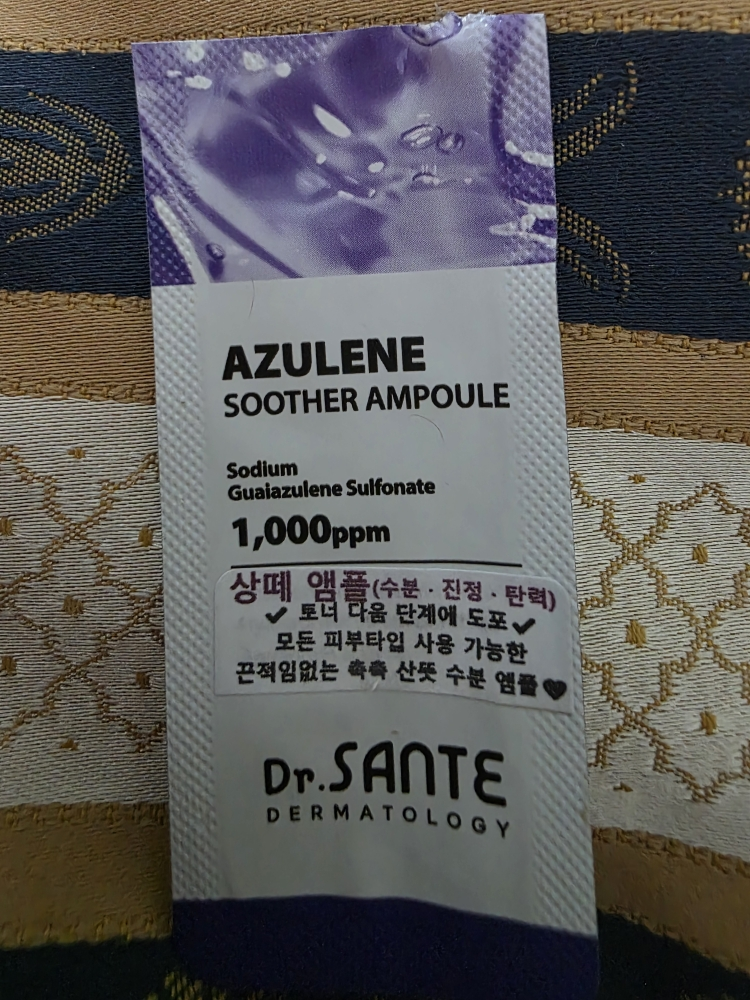 AZULENE
SOOTHER AMPOULE
Sodium
Guaiazulene Sulfonate
1,000ppm
상떼 앰플(수분 · 진정 · 탄력)
✔ 토너 다음 단계에 도포✔
모든 피부타입 사용 가능한
끈적임없는 촉촉 산뜻 수분 앰플♥
Dr.SANTE
DERMATOLOGY